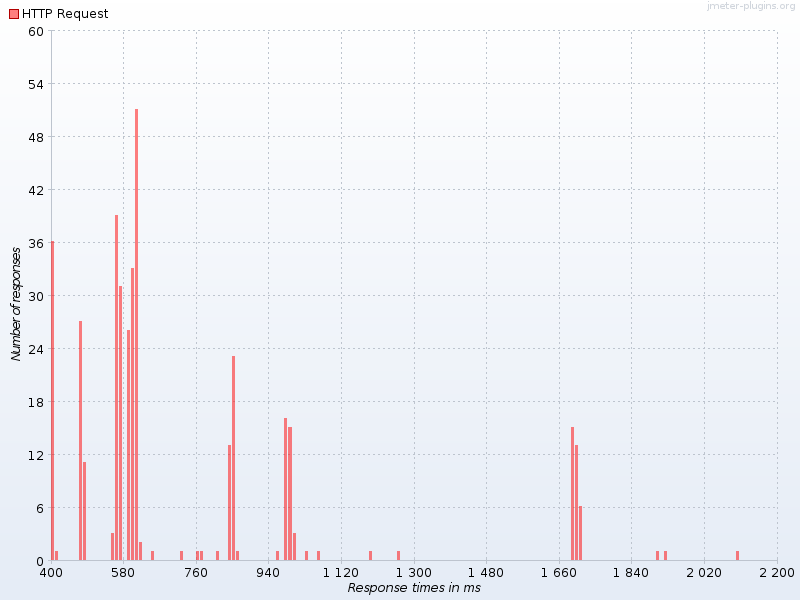 jmeter-plugins.org
HTTP Request
60
54
48
42
36
30
24
18
12
6
0
Number of responses
400 580 760 940 1 120 1 300 1 480 1 660 1 840 2 020 2 200
Response times in ms